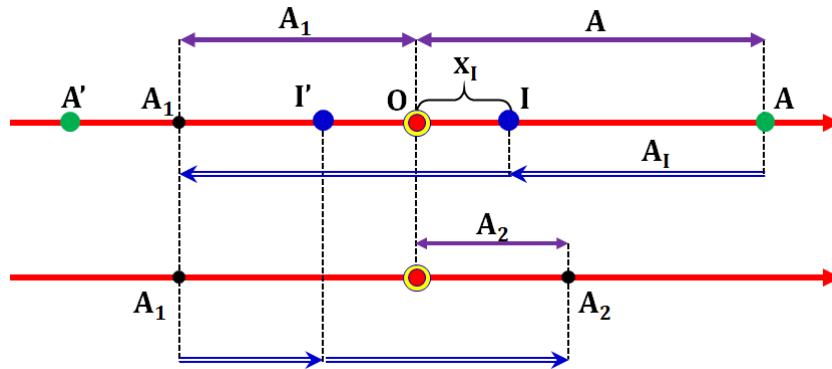 A₁ A
x_I
A' A₁ I' O I A
A_I
A₂
A₁ A₂